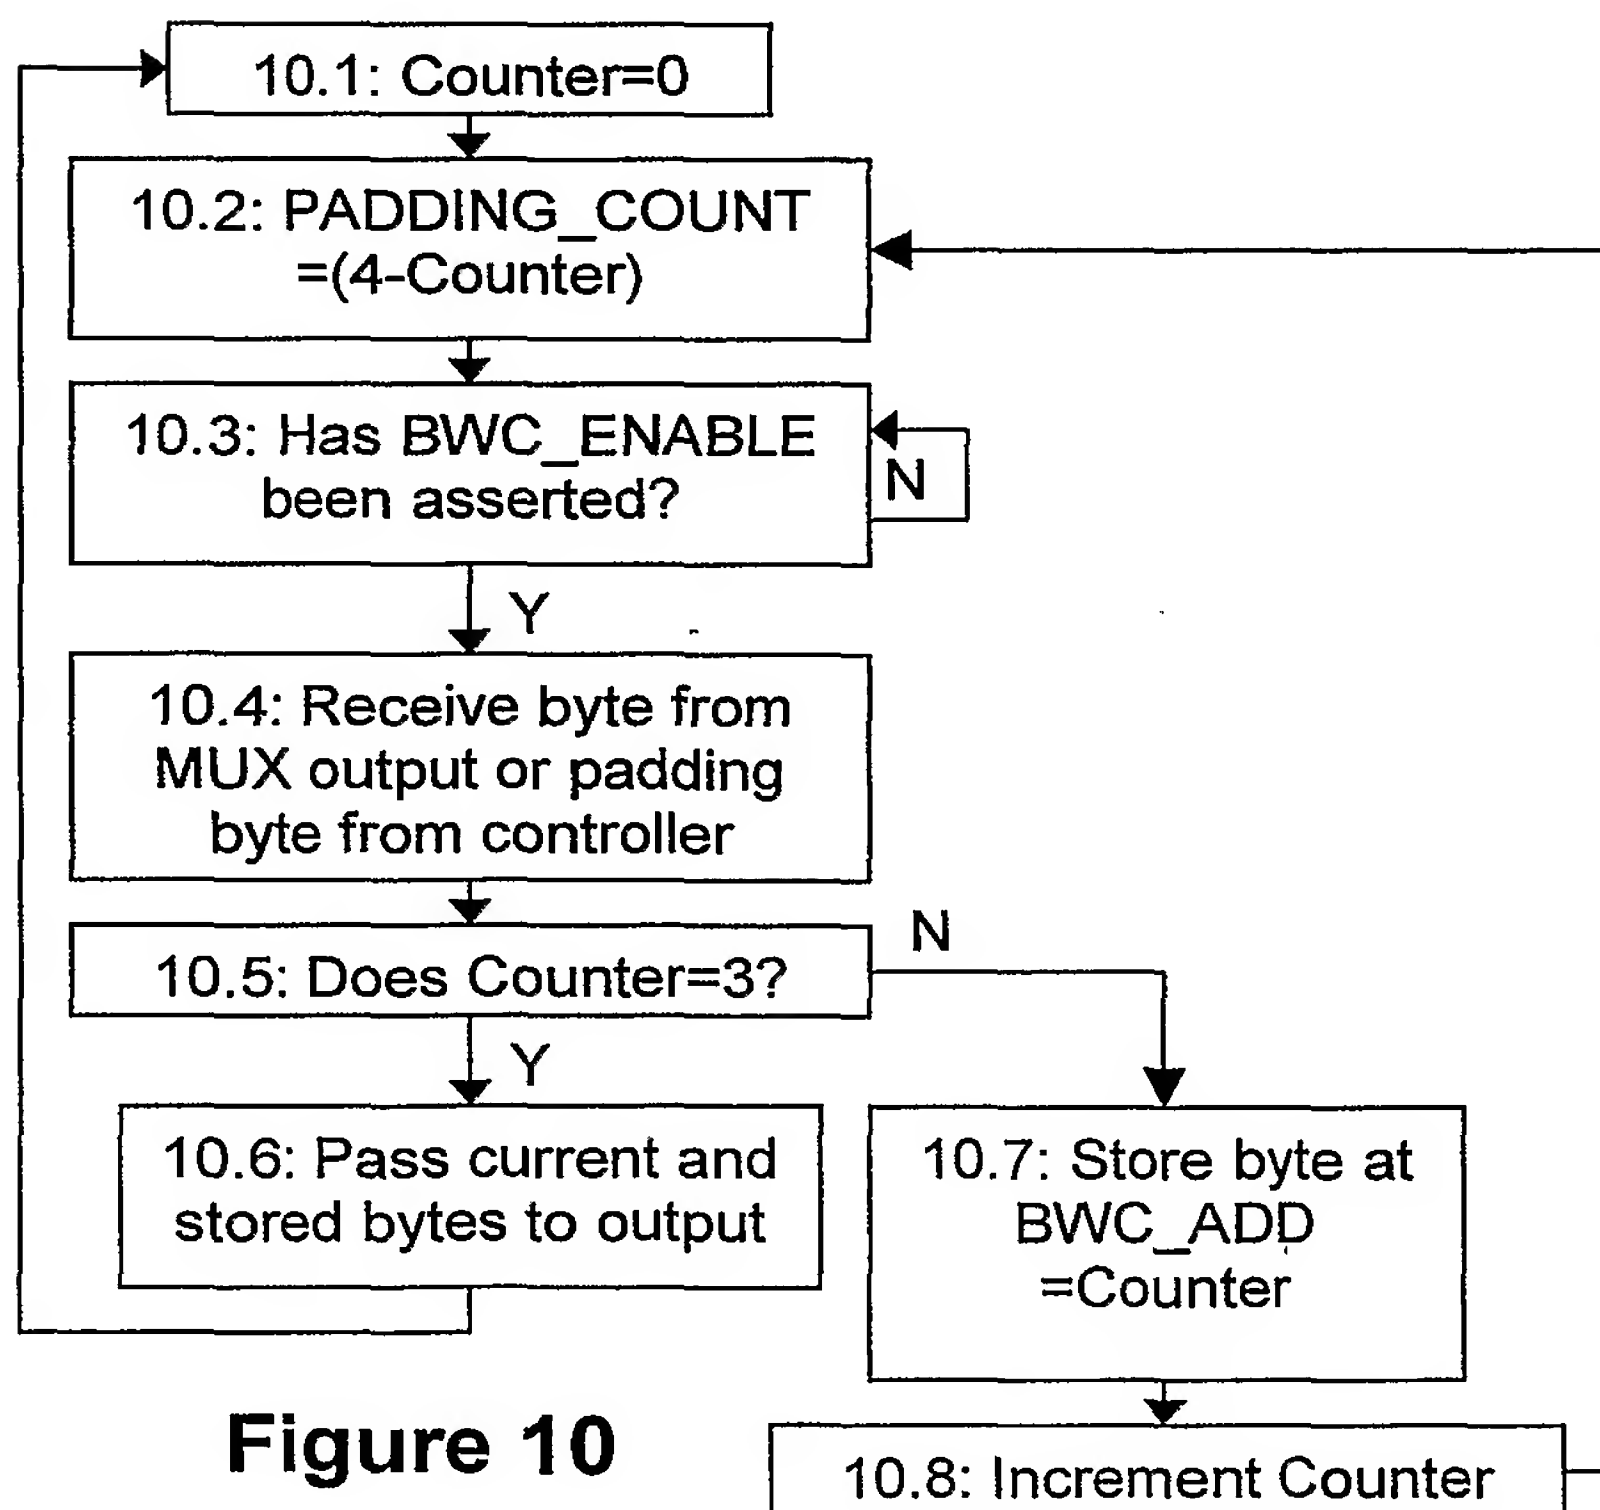 10.1: Counter=0
10.2: PADDING_COUNT
=(4-Counter)
10.3: Has BWC_ENABLE
been asserted?
N
Y
10.4: Receive byte from
MUX output or padding
byte from controller
N
10.5: Does Counter=3?
Y
10.6: Pass current and
stored bytes to output
10.7: Store byte at
BWC_ADD
=Counter
Figure 10
10.8: Increment Counter